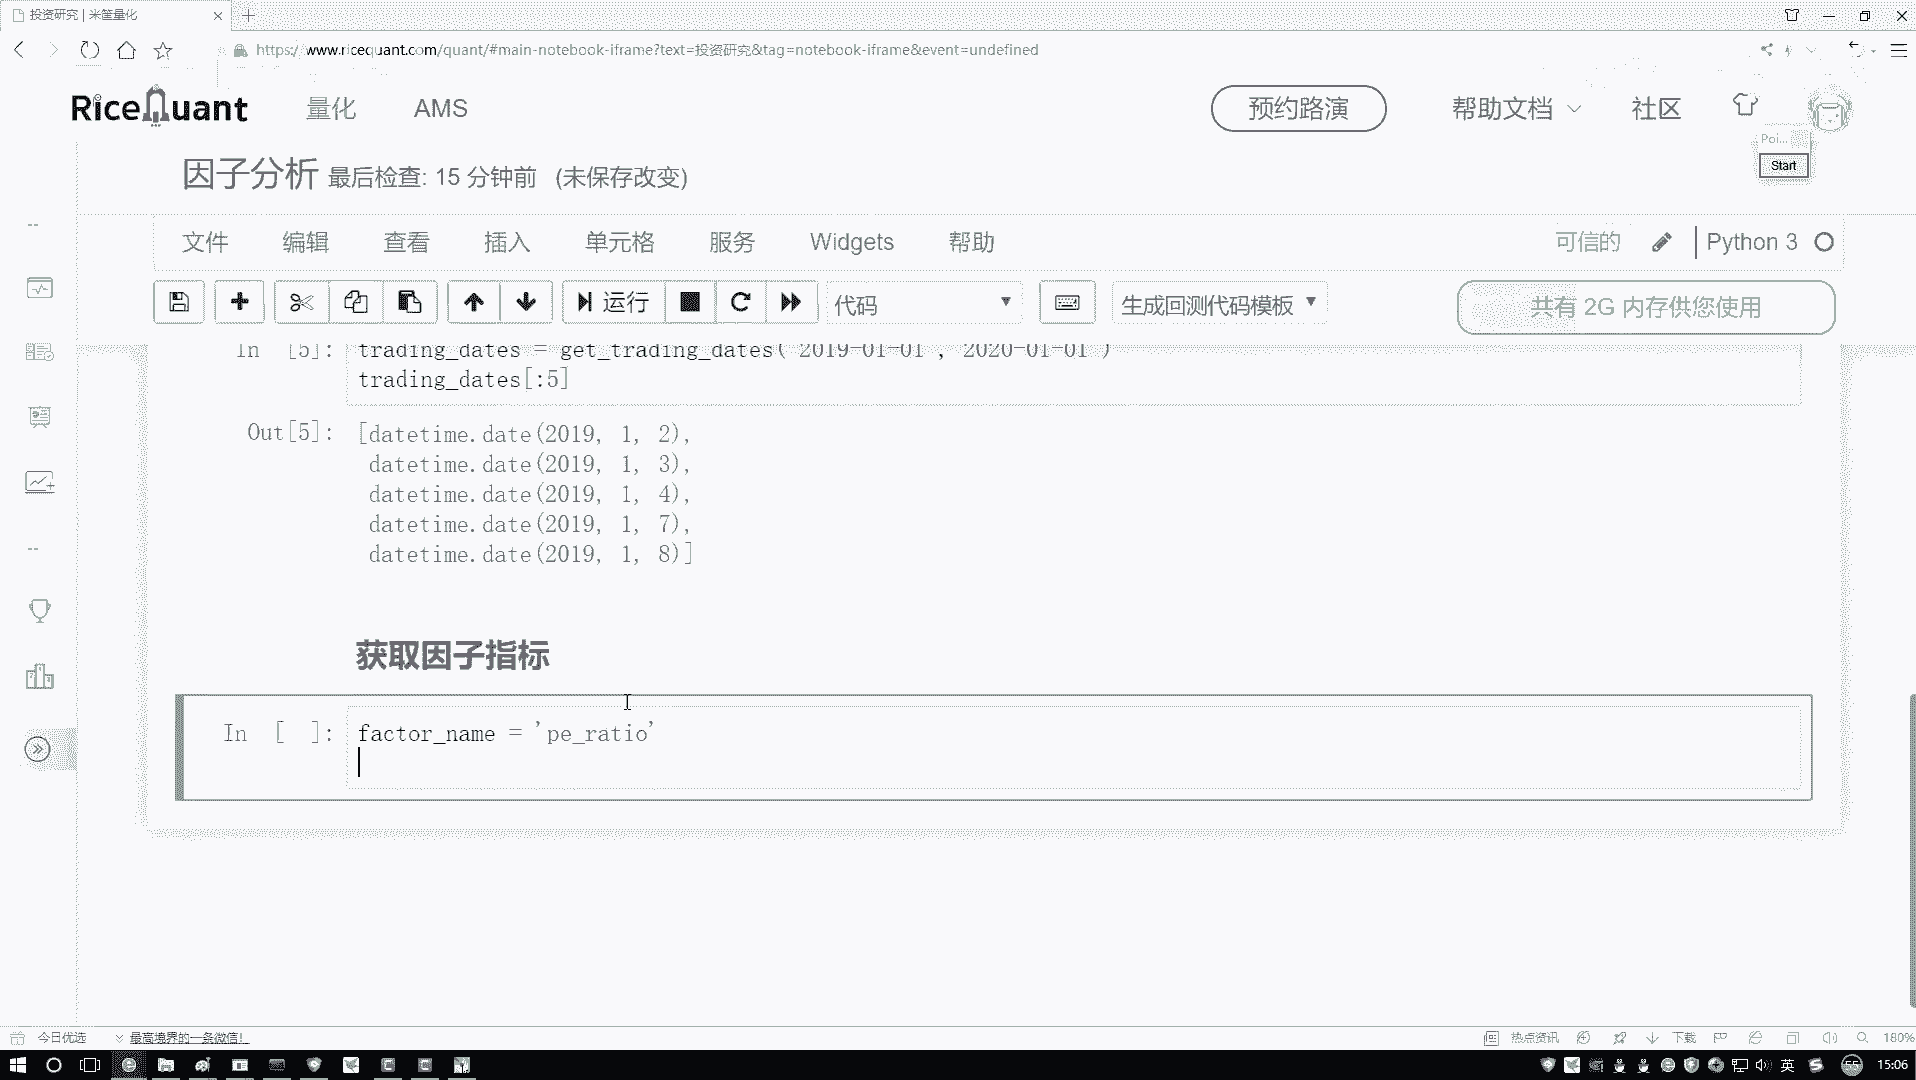 投资研究 | 米筐量化
https://www.ricequant.com/quant/#main-notebook-iframe?text=投资研究&tag=notebook-iframe&event=undefined
RiceQuant 量化 AMS 预约路演 帮助文档 社区
Poi...
Start
因子分析 最后检查: 15 分钟前 (未保存改变)
文件 编辑 查看 插入 单元格 服务 Widgets 帮助 可信的 Python 3
运行 代码 生成回测代码模板 共有 2G 内存供您使用
In [5]: trading_dates = get_trading_dates('2019-01-01', '2020-01-01')
trading_dates[:5]
Out[5]: [datetime.date(2019, 1, 2),
datetime.date(2019, 1, 3),
datetime.date(2019, 1, 4),
datetime.date(2019, 1, 7),
datetime.date(2019, 1, 8)]
获取因子指标
In [ ]: factor_name = 'pe_ratio'
今日优选 最高境界的一条微信! 热点资讯 下载 180%
英 55 15:06